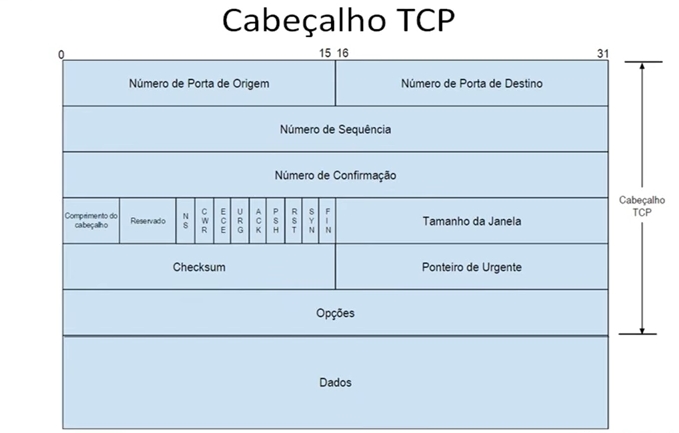 Cabeçalho TCP
0 15 16 31
Número de Porta de Origem Número de Porta de Destino
Número de Sequência
Número de Confirmação
Comprimento do
cabeçalho
Reservado
NS
CWR
ECE
URG
ACK
PSH
RST
SYN
FIN
Tamanho da Janela
Cabeçalho
TCP
Checksum Ponteiro de Urgente
Opções
Dados